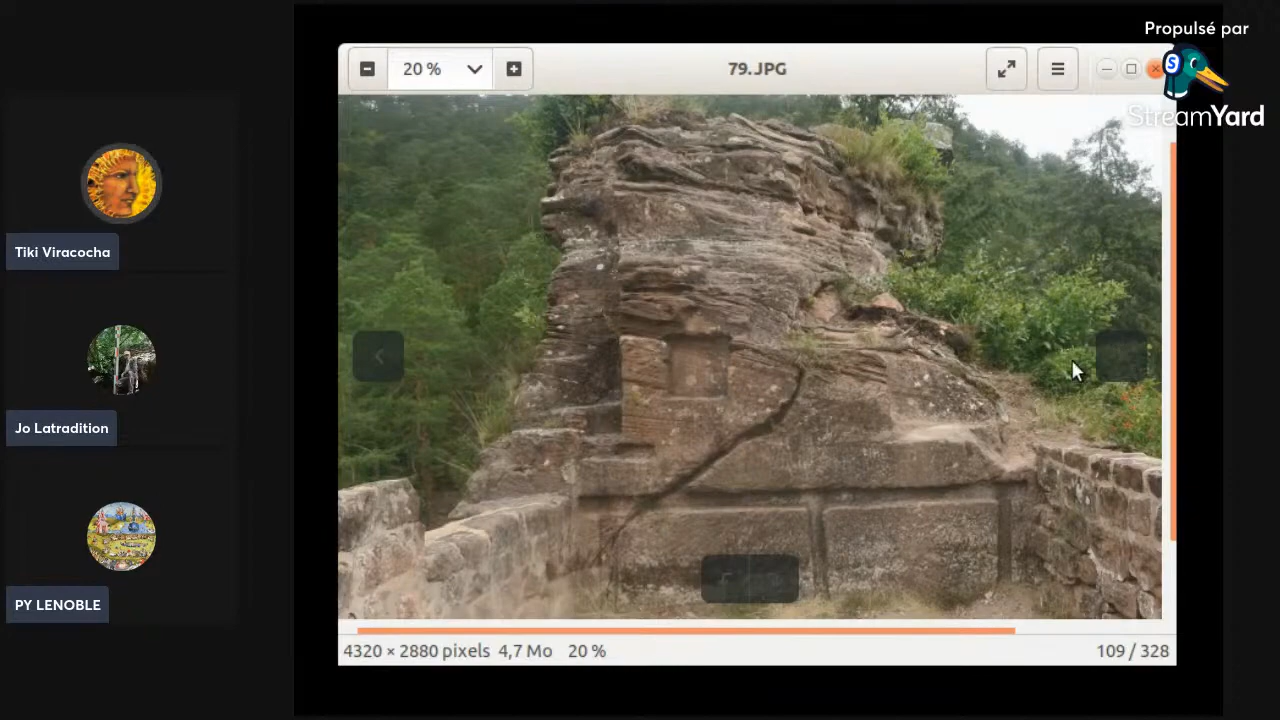 Propulsé par
StreamYard
20 %
79.JPG
Tiki Viracocha
Jo Latradition
PY LENOBLE
4320 × 2880 pixels 4,7 Mo 20 %
109 / 328